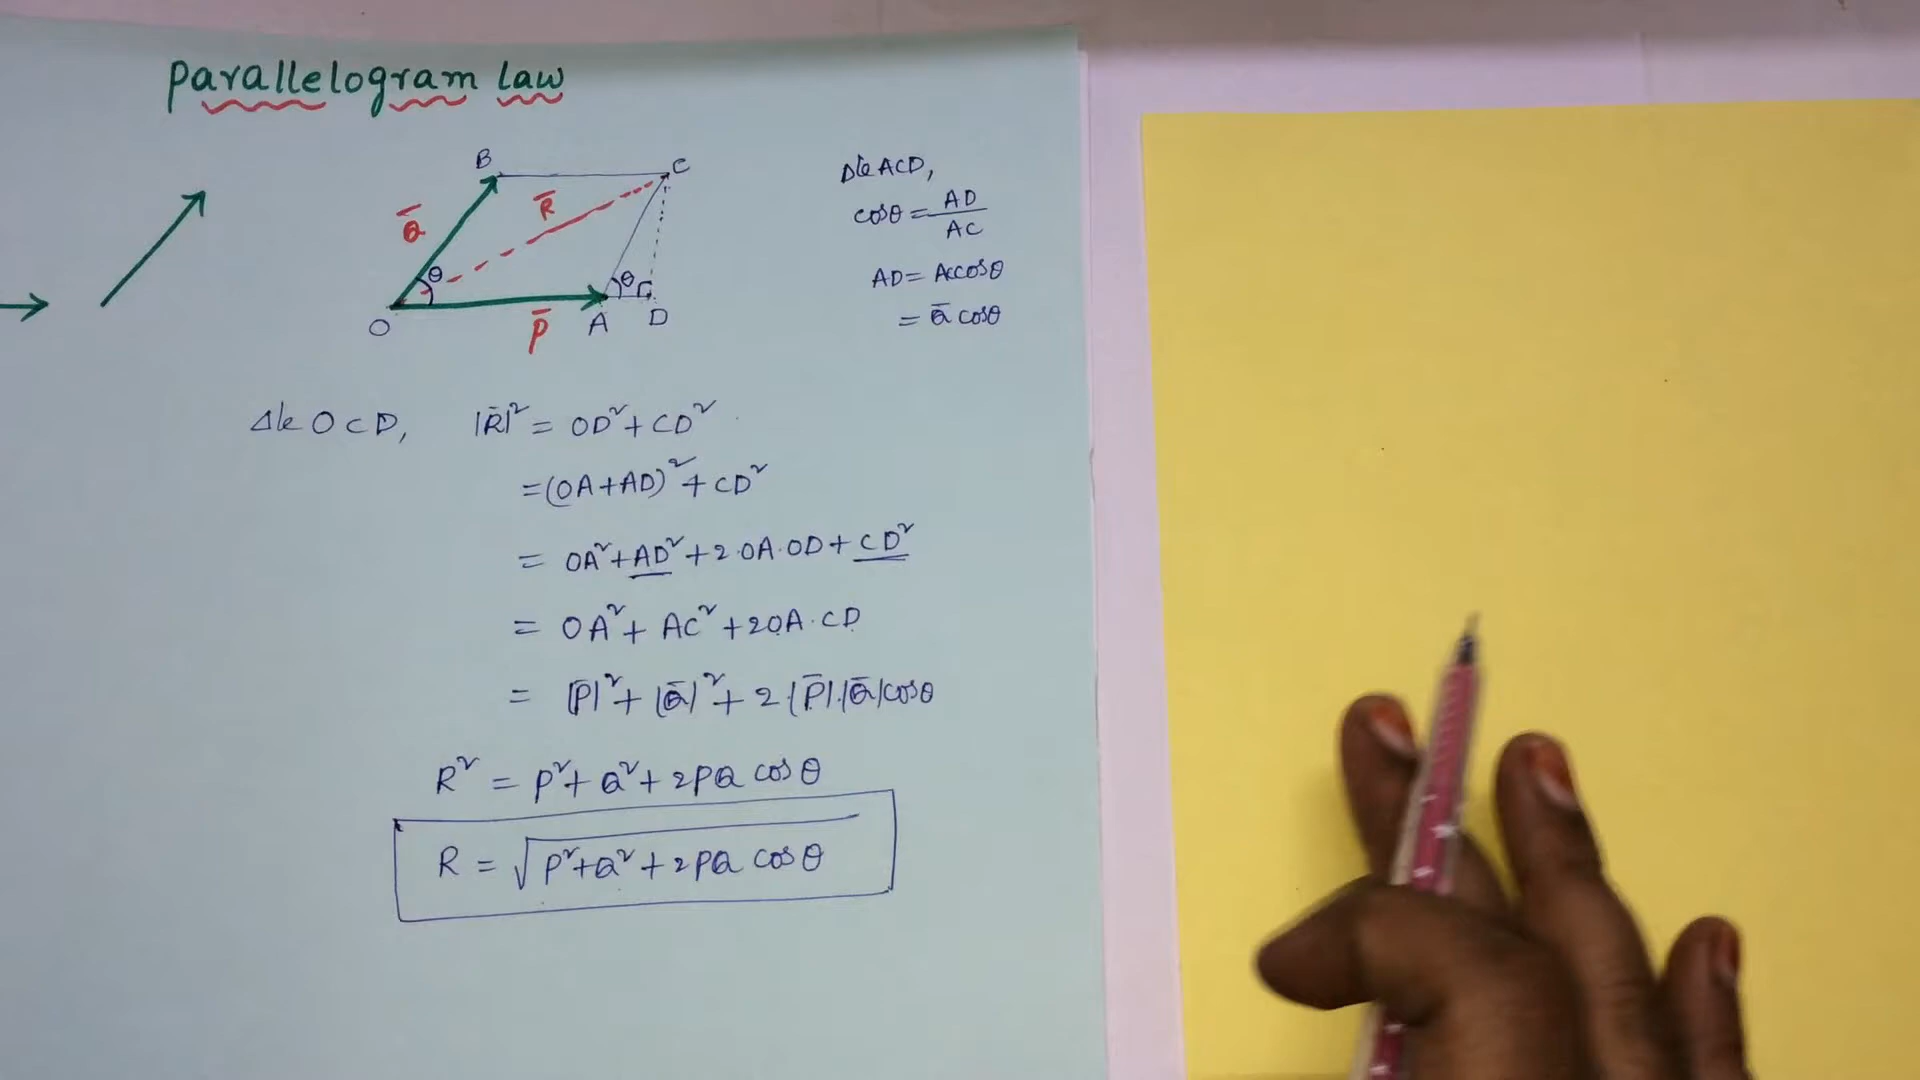 Parallelogram law
B
C
Q̄
R̄
θ
θ
O
P̄
A
D
Δle ACD,
cosθ = AD/AC
AD = ACcosθ
= Q̄ cosθ
Δle OCD, |R̄|² = OD² + CD²
= (OA+AD)² + CD²
= OA² + AD² + 2·OA·OD + CD²
= OA² + AC² + 2OA·CD
= |P̄|² + |Q̄|² + 2|P̄|·|Q̄|cosθ
R² = P² + Q² + 2PQ cosθ
R = √P²+Q²+2PQ cosθ